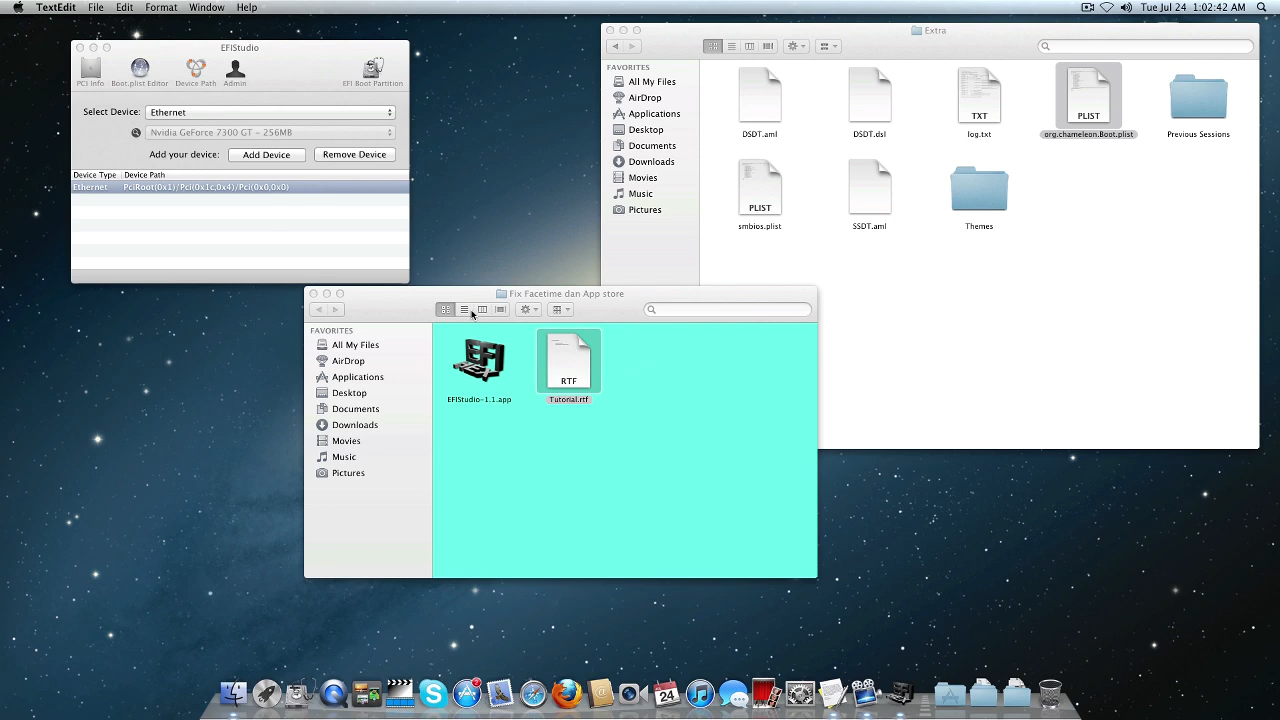 TextEdit File Edit Format Window Help Tue Jul 24 1:02:42 AM
EFIStudio
PCI Info Boot.plist Editor Device Path Admin EFI Boot Partition
Select Device: Ethernet
Nvidia GeForce 7300 GT - 256MB
Add your device: Add Device Remove Device
Device Type Device Path
Ethernet PciRoot(0x1)/Pci(0x1c,0x4)/Pci(0x0,0x0)
Extra
FAVORITES
All My Files
AirDrop
Applications
Desktop
Documents
Downloads
Movies
Music
Pictures
TXT PLIST
DSDT.aml DSDT.dsl log.txt org.chameleon.Boot.plist Previous Sessions
PLIST
smbios.plist SSDT.aml Themes
Fix Facetime dan App store
FAVORITES
All My Files
AirDrop
Applications
Desktop
Documents
Downloads
Movies
Music
Pictures
EFI
RTF
EFIStudio-1.1.app Tutorial.rtf
24